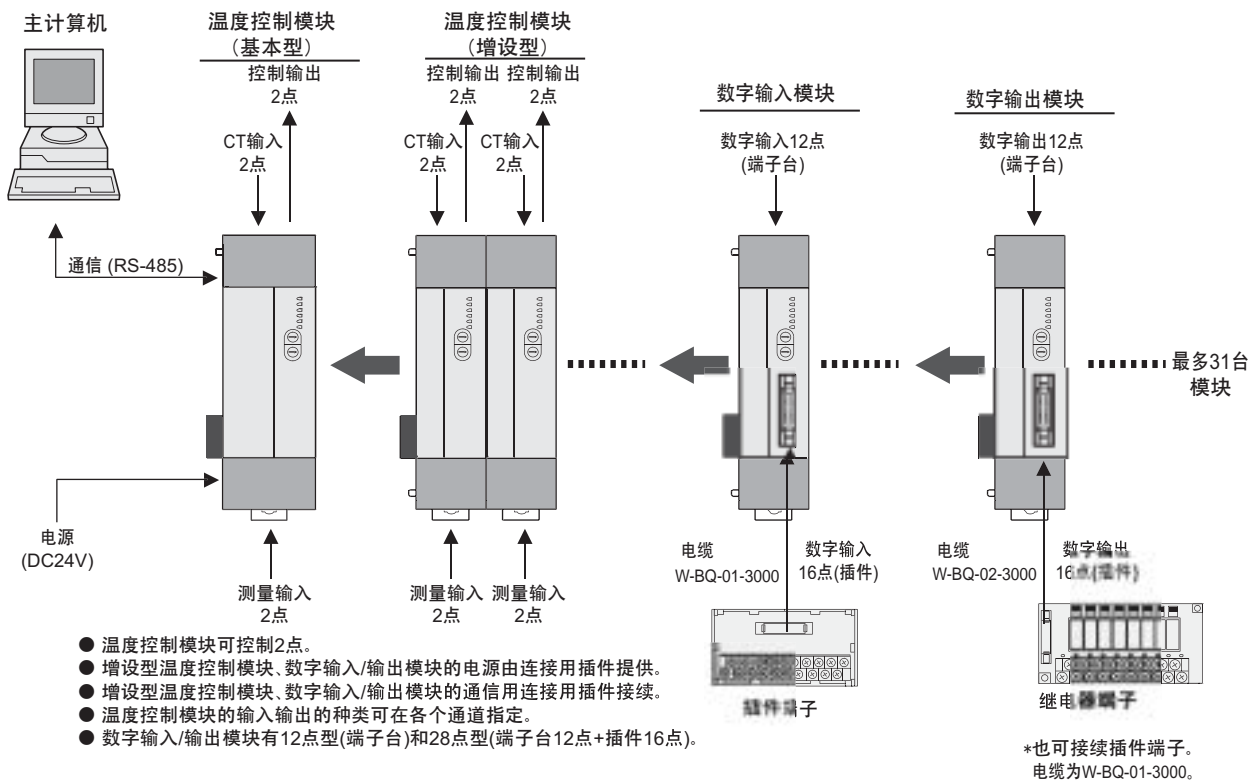 主计算机
温度控制模块
(基本型)
控制输出
2点
CT输入
2点
通信 (RS-485)
电源
(DC24V)
测量输入
2点
温度控制模块
(增设型)
控制输出 控制输出
2点 2点
CT输入 CT输入
2点 2点
测量输入 测量输入
2点 2点
数字输入模块
数字输入12点
(端子台)
电缆
W-BQ-01-3000
数字输入
16点(插件)
插件端子
数字输出模块
数字输出12点
(端子台)
最多31台
模块
电缆
W-BQ-02-3000
数字输出
16点(插件)
继电器端子
*也可接续插件端子。
电缆为W-BQ-01-3000。
● 温度控制模块可控制2点。
● 增设型温度控制模块、数字输入/输出模块的电源由连接用插件提供。
● 增设型温度控制模块、数字输入/输出模块的通信用连接用插件接续。
● 温度控制模块的输入输出的种类可在各个通道指定。
● 数字输入/输出模块有12点型(端子台)和28点型(端子台12点+插件16点)。